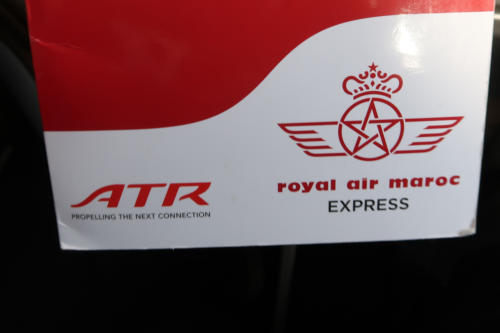 ATR
PROPELLING THE NEXT CONNECTION
royal air maroc
EXPRESS